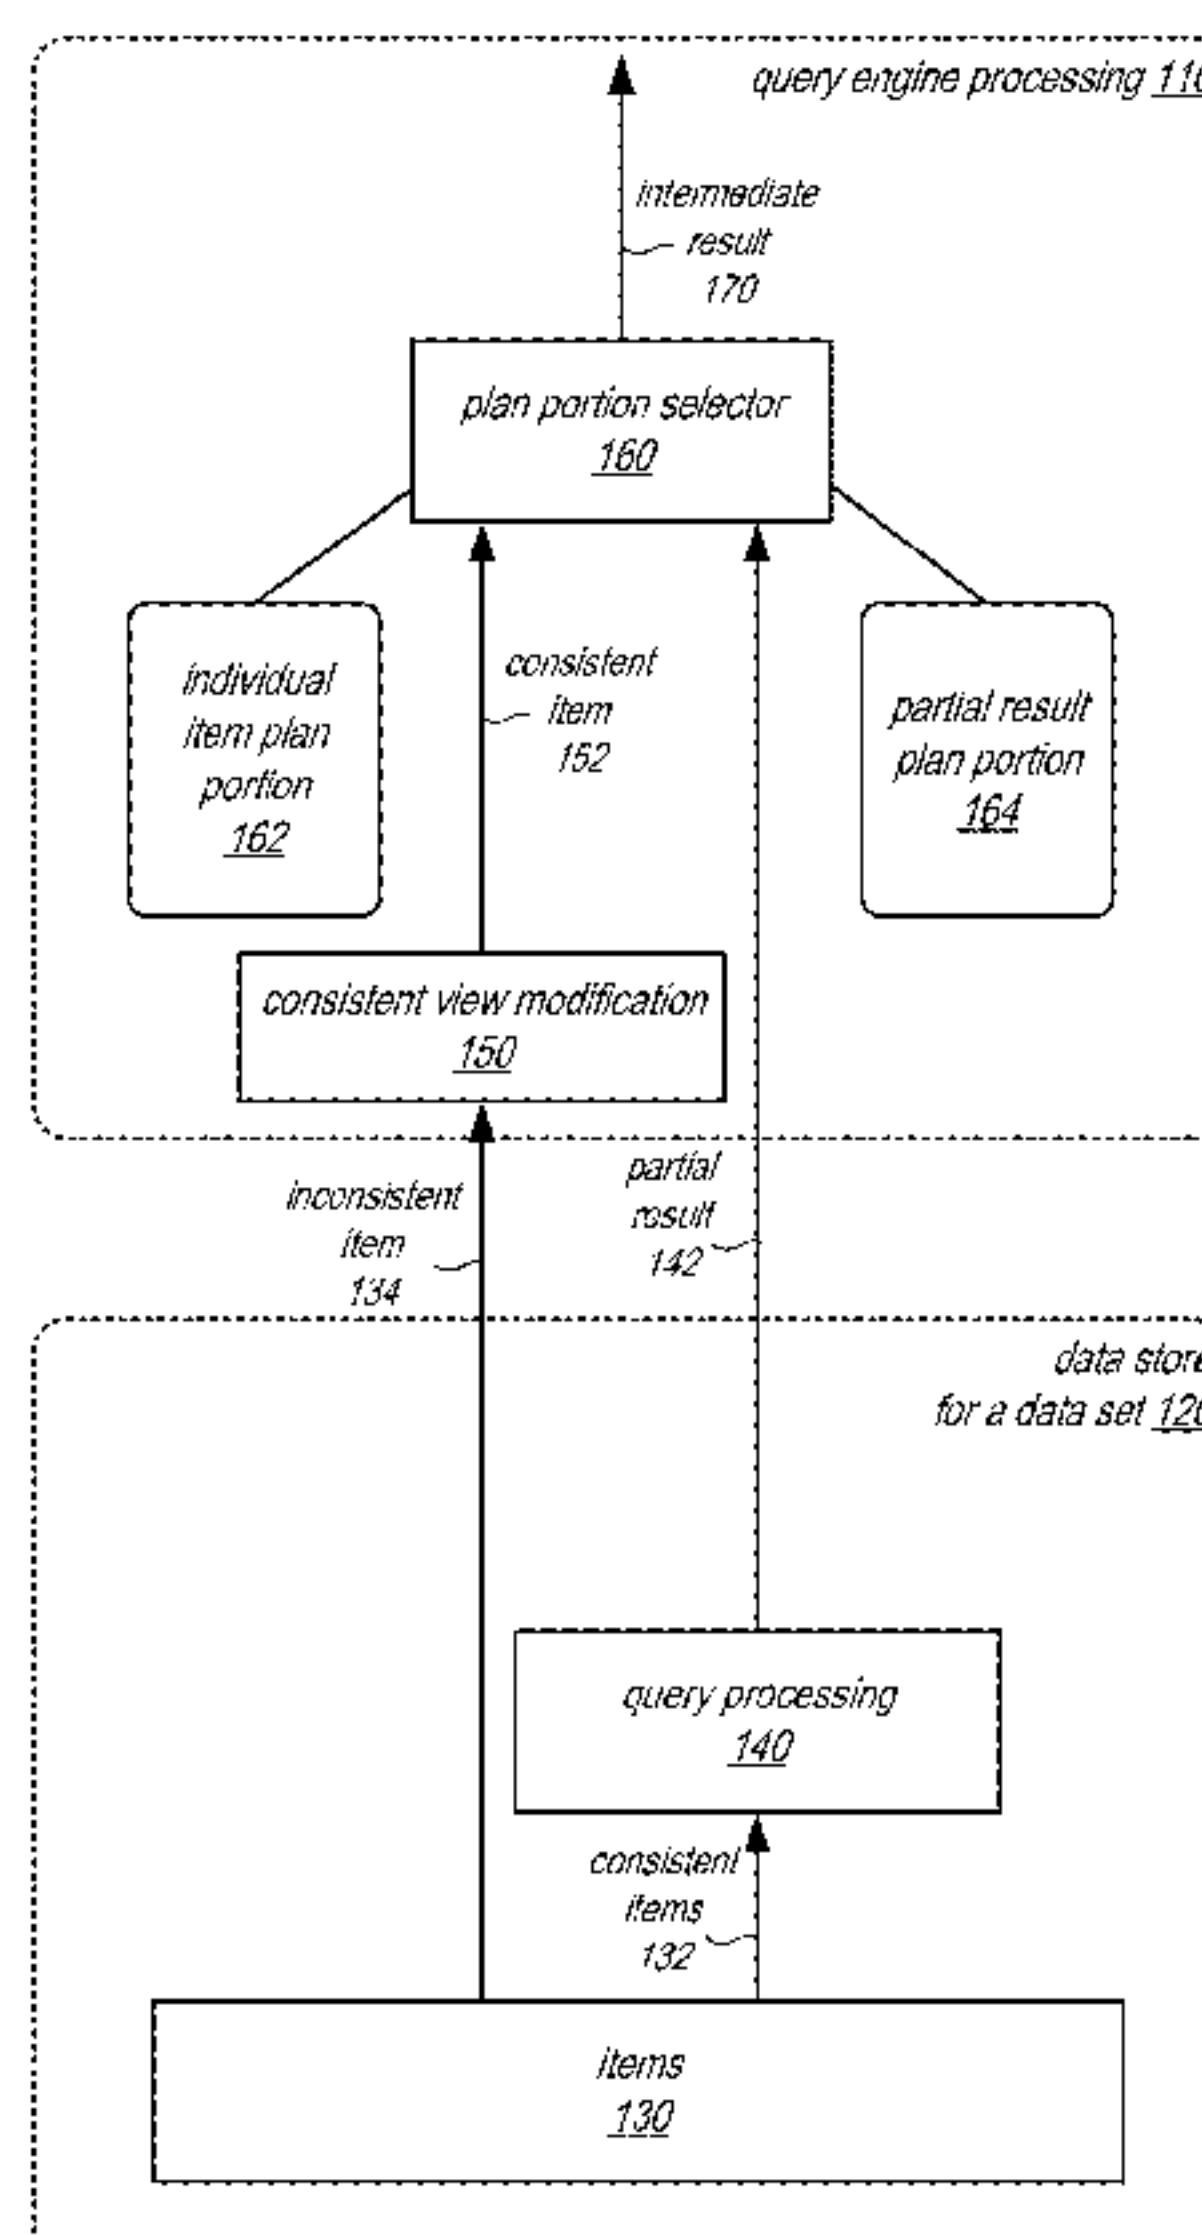 query engine processing 110
intermediate
result
170
plan portion selector
160
individual
item plan
portion
162
consistent
item
152
partial result
plan portion
164
consistent view modification
150
inconsistent
item
134
partial
result
142
data store
for a data set 120
query processing
140
consistent
items
132
items
130